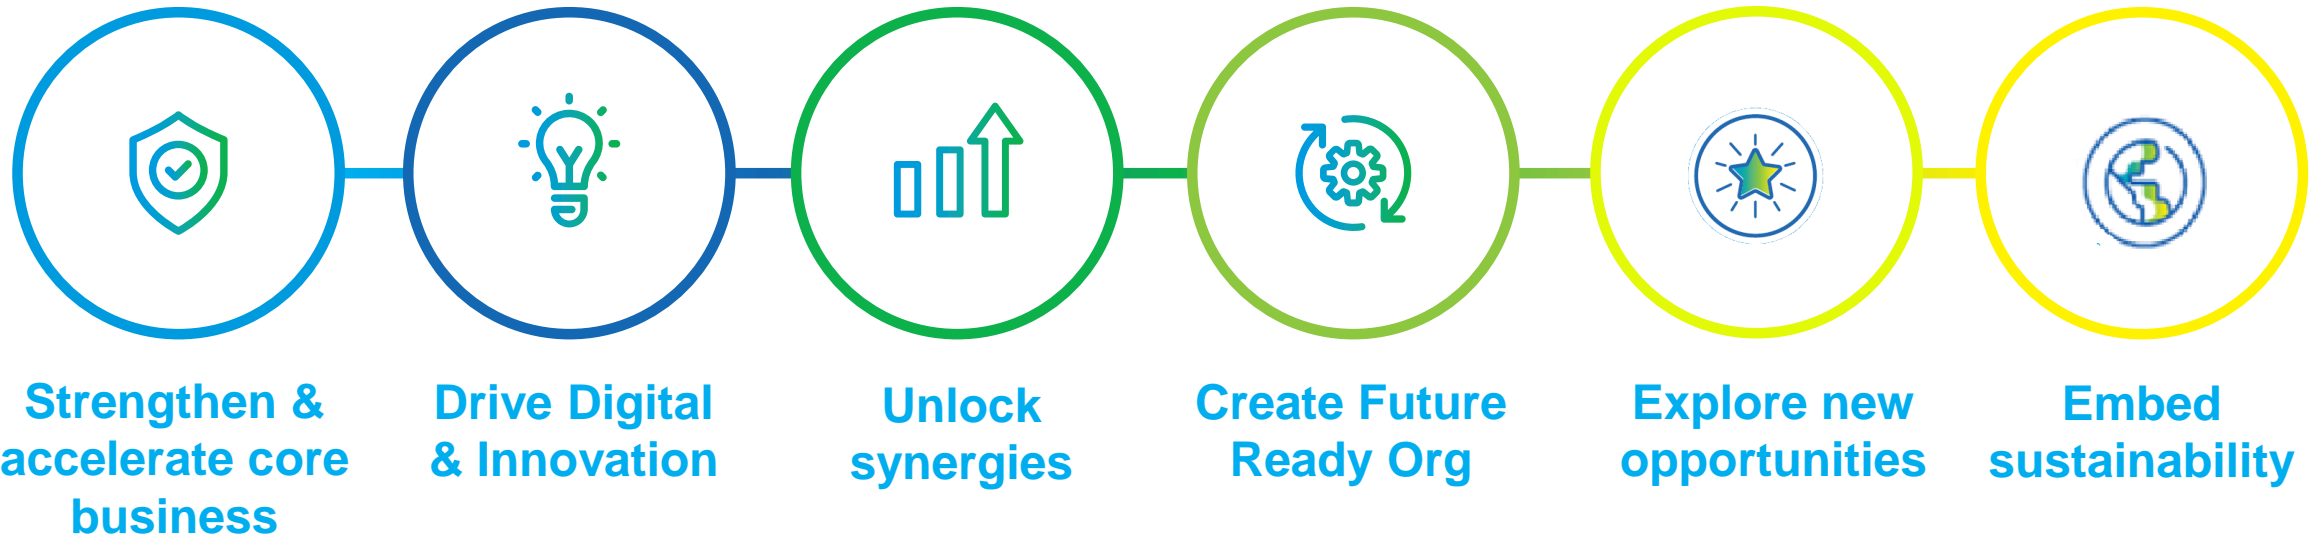 Strengthen &
accelerate core
business
Drive Digital
& Innovation
Unlock
synergies
Create Future
Ready Org
Explore new
opportunities
Embed
sustainability